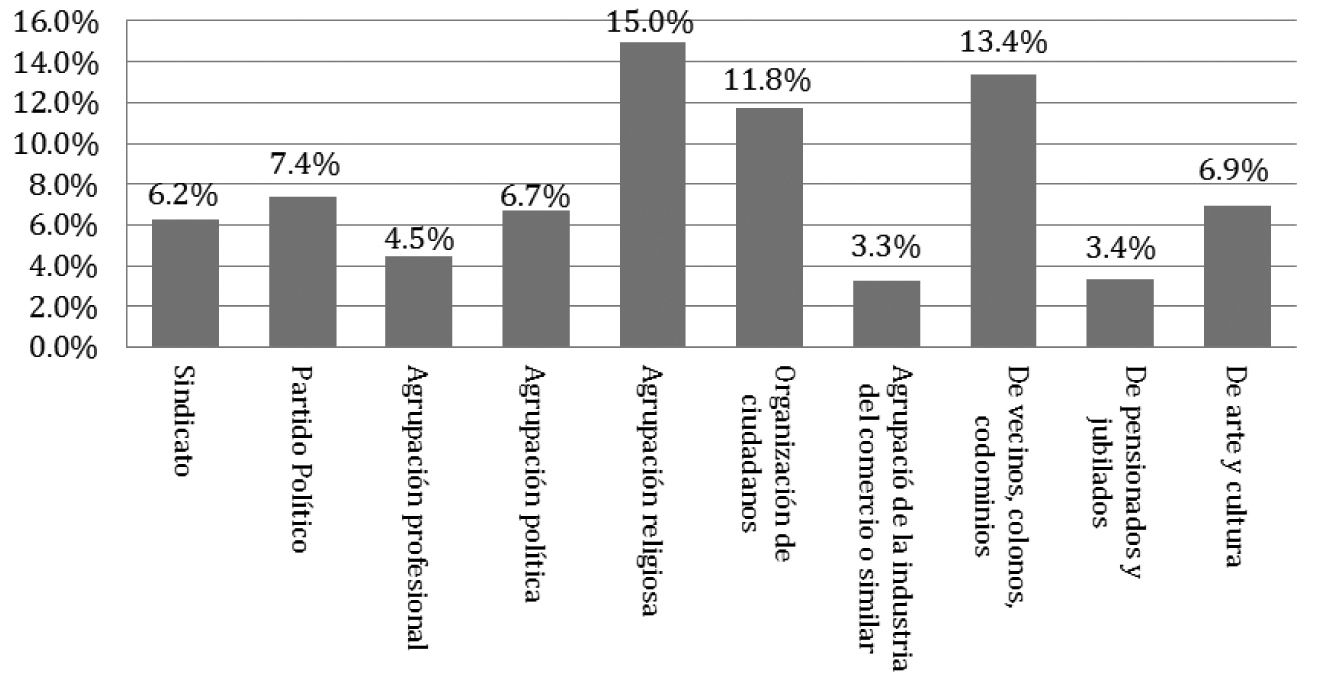 16.0%
14.0%
12.0%
10.0%
8.0%
6.0%
4.0%
2.0%
0.0%
6.2%
7.4%
4.5%
6.7%
15.0%
11.8%
3.3%
13.4%
3.4%
6.9%
Sindicato
Partido Político
Agrupación profesional
Agrupación política
Agrupación religiosa
Organización de
ciudadanos
Agrupació de la industria
del comercio o similar
De vecinos, colonos,
codominios
De pensionados y
jubilados
De arte y cultura